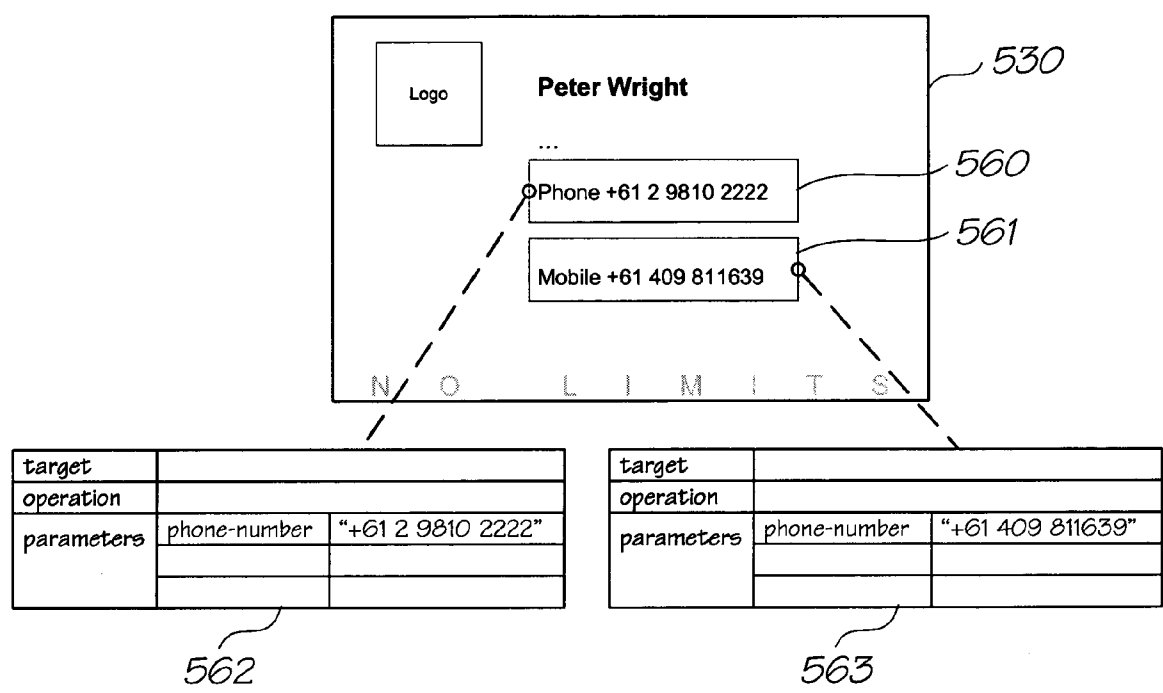 530
Logo
Peter Wright
...
560
Phone +61 2 9810 2222
561
Mobile +61 409 811639
N O L I M I T S
target
operation
parameters phone-number “+61 2 9810 2222”
562
target
operation
parameters phone-number “+61 409 811639”
563